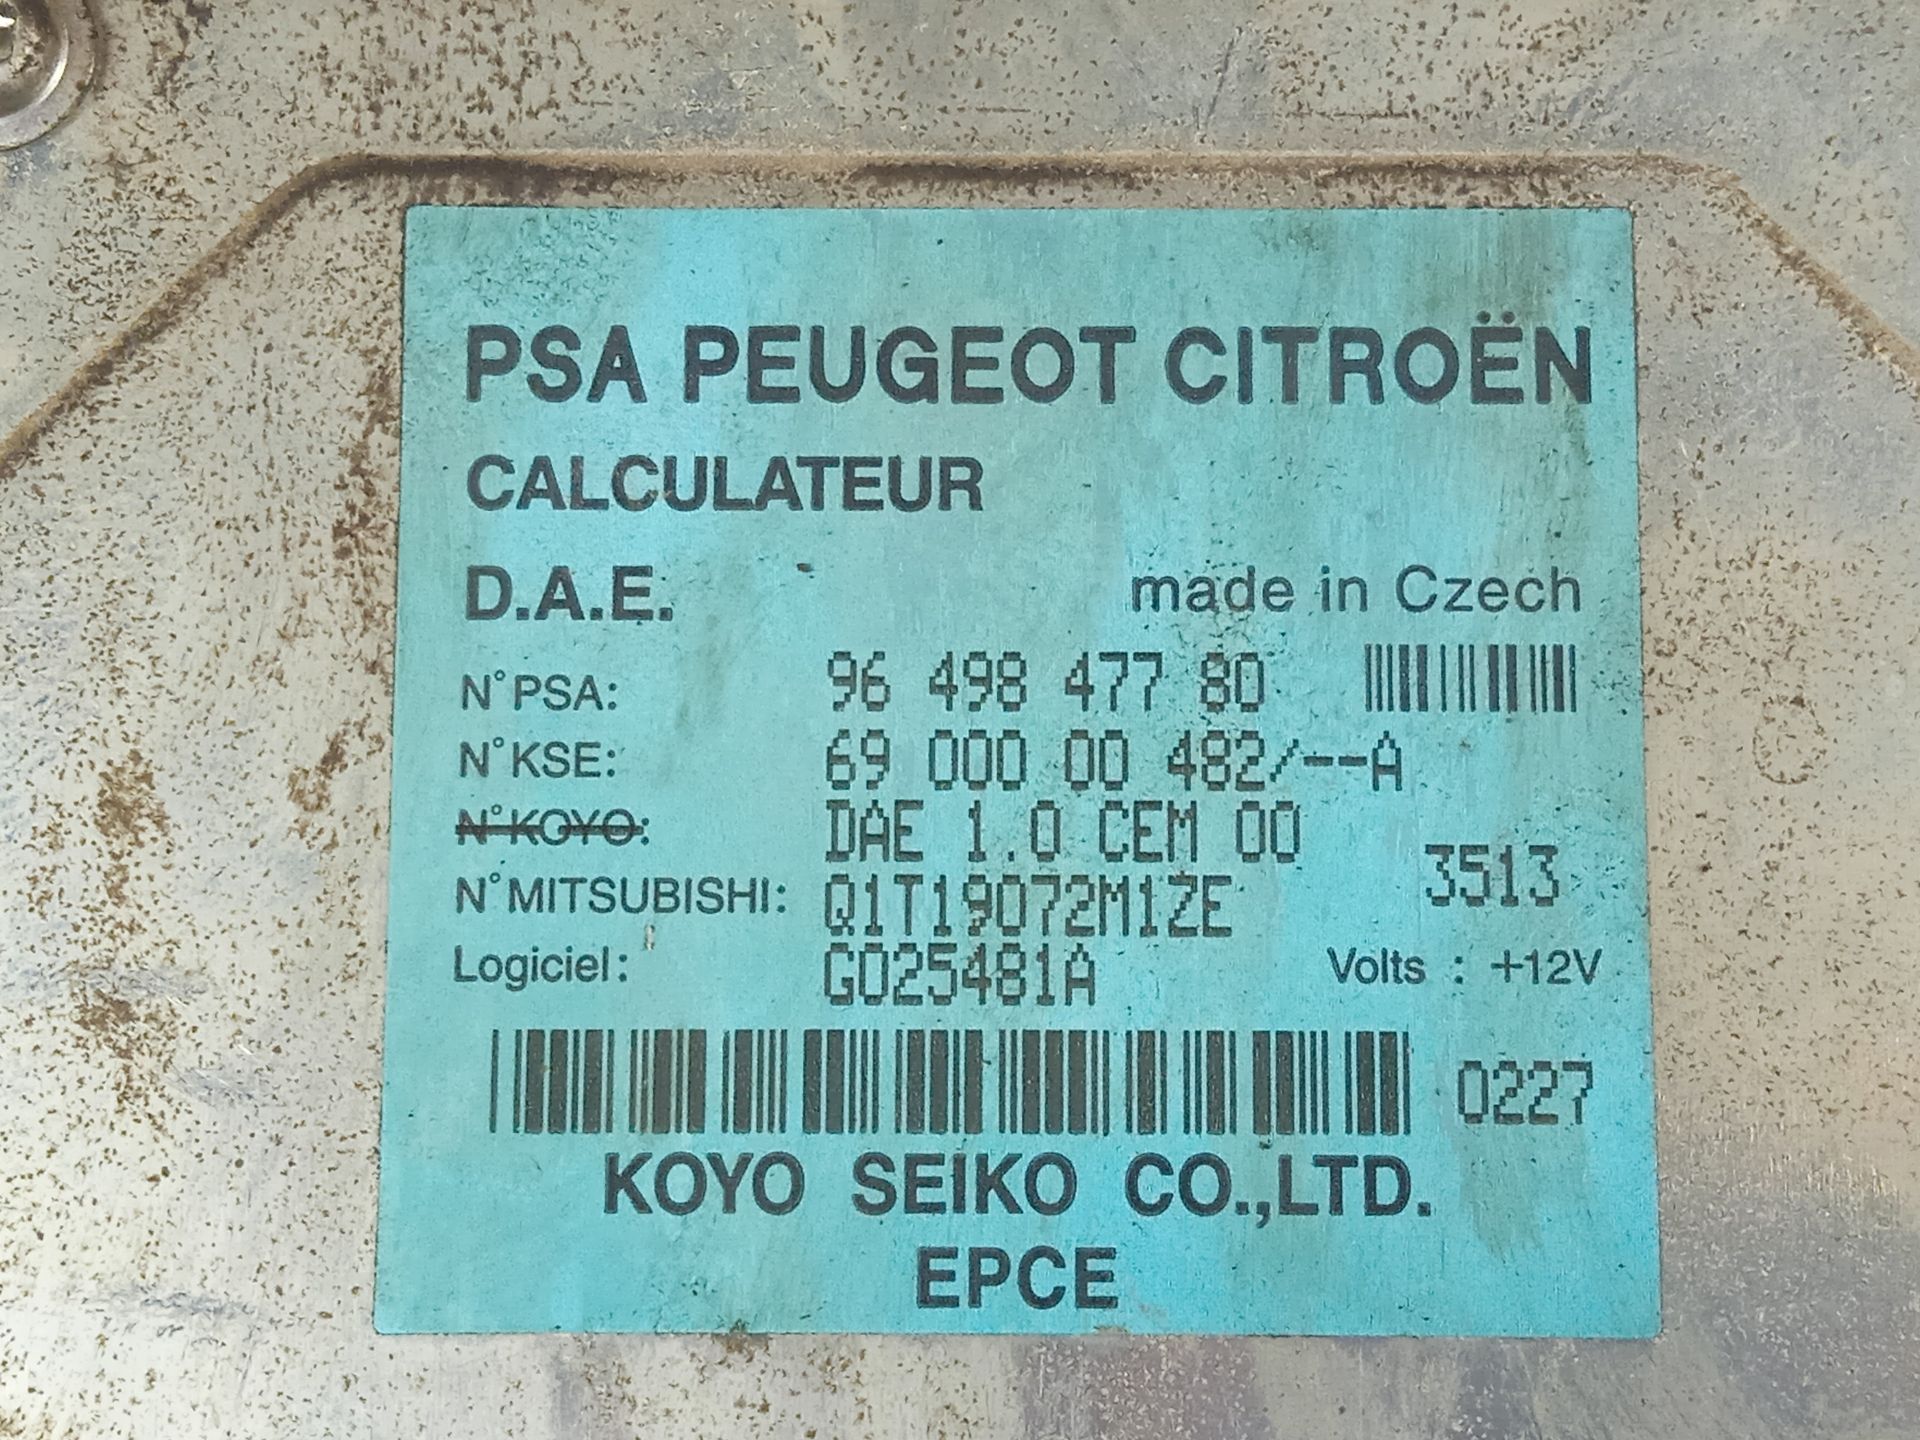 PSA PEUGEOT CITROËN
CALCULATEUR
D.A.E. made in Czech
N°PSA: 96 498 477 80
N°KSE: 69 000 00 482/--A
N°KOYO: DAE 1.0 CEM 00
3513
N°MITSUBISHI: Q1T19072M1ZE
Logiciel: G025481A Volts : +12V
0227
KOYO SEIKO CO.,LTD.
EPCE